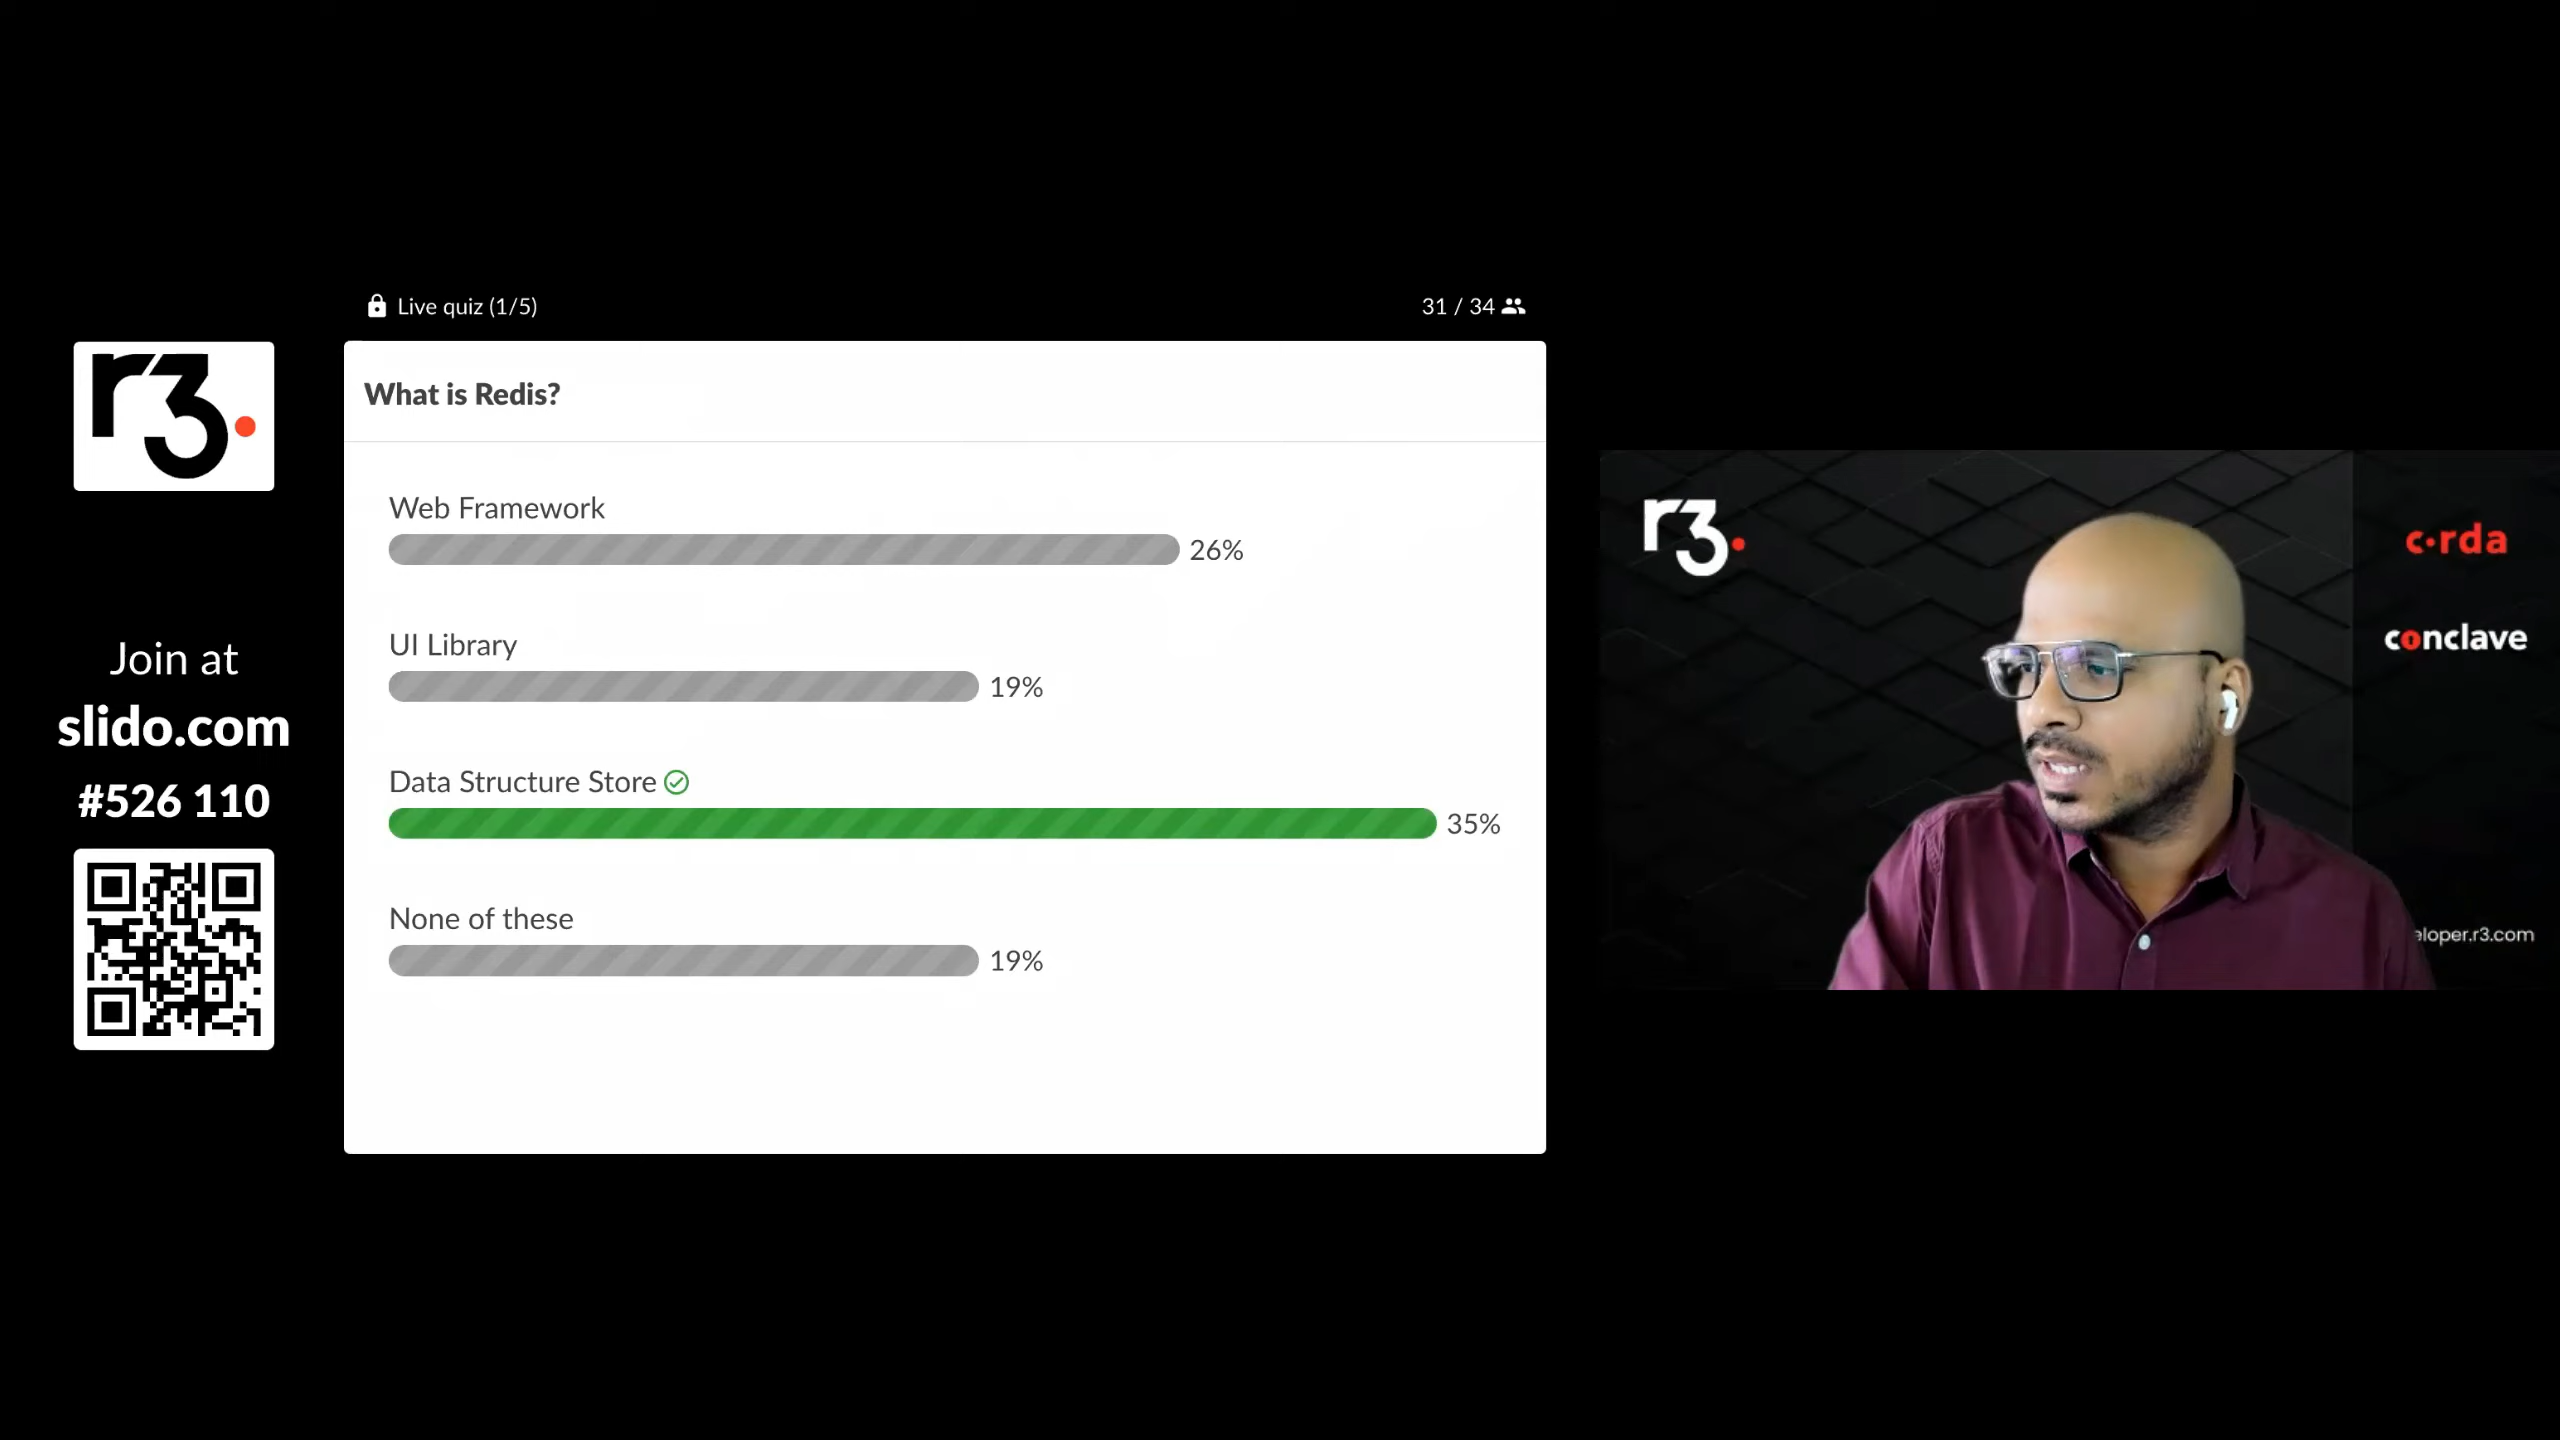 Live quiz (1/5)
31 / 34
r3.
Join at
slido.com
#526 110
What is Redis?
Web Framework
26%
UI Library
19%
Data Structure Store
35%
None of these
19%
r3.
c·rda
conclave
eloper.r3.com